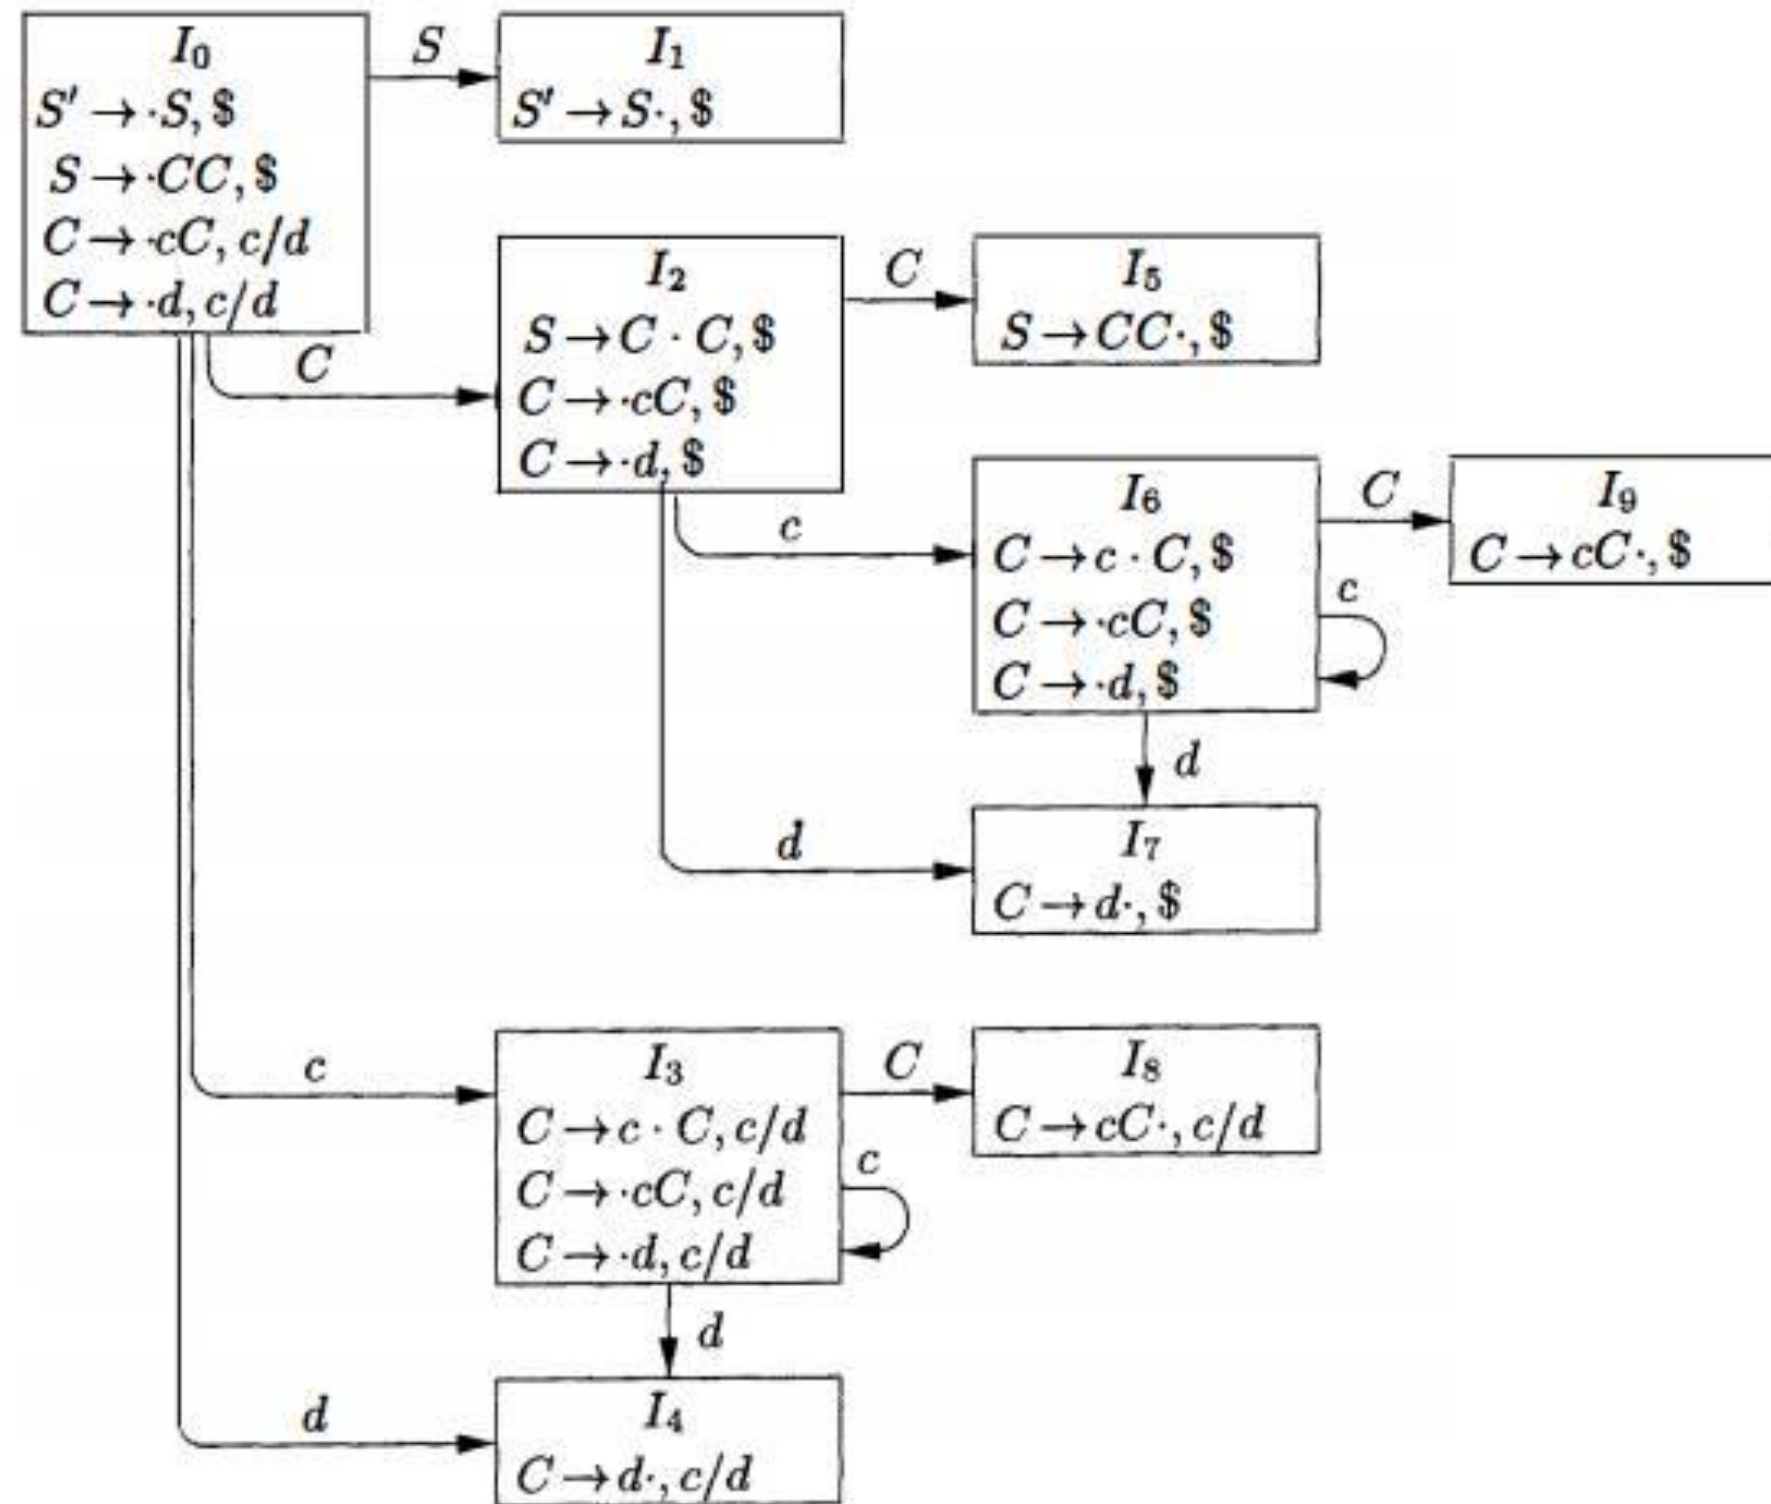 I₀
S′ → ·S, $
S → ·CC, $
C → ·cC, c/d
C → ·d, c/d
S
I₁
S′ → S·, $
C
I₂
S → C · C, $
C → ·cC, $
C → ·d, $
C
I₅
S → CC·, $
c
I₆
C → c · C, $
C → ·cC, $
C → ·d, $
C
I₉
C → cC·, $
c
d
d
I₇
C → d·, $
c
I₃
C → c · C, c/d
C → ·cC, c/d
C → ·d, c/d
C
I₈
C → cC·, c/d
c
d
d
I₄
C → d·, c/d